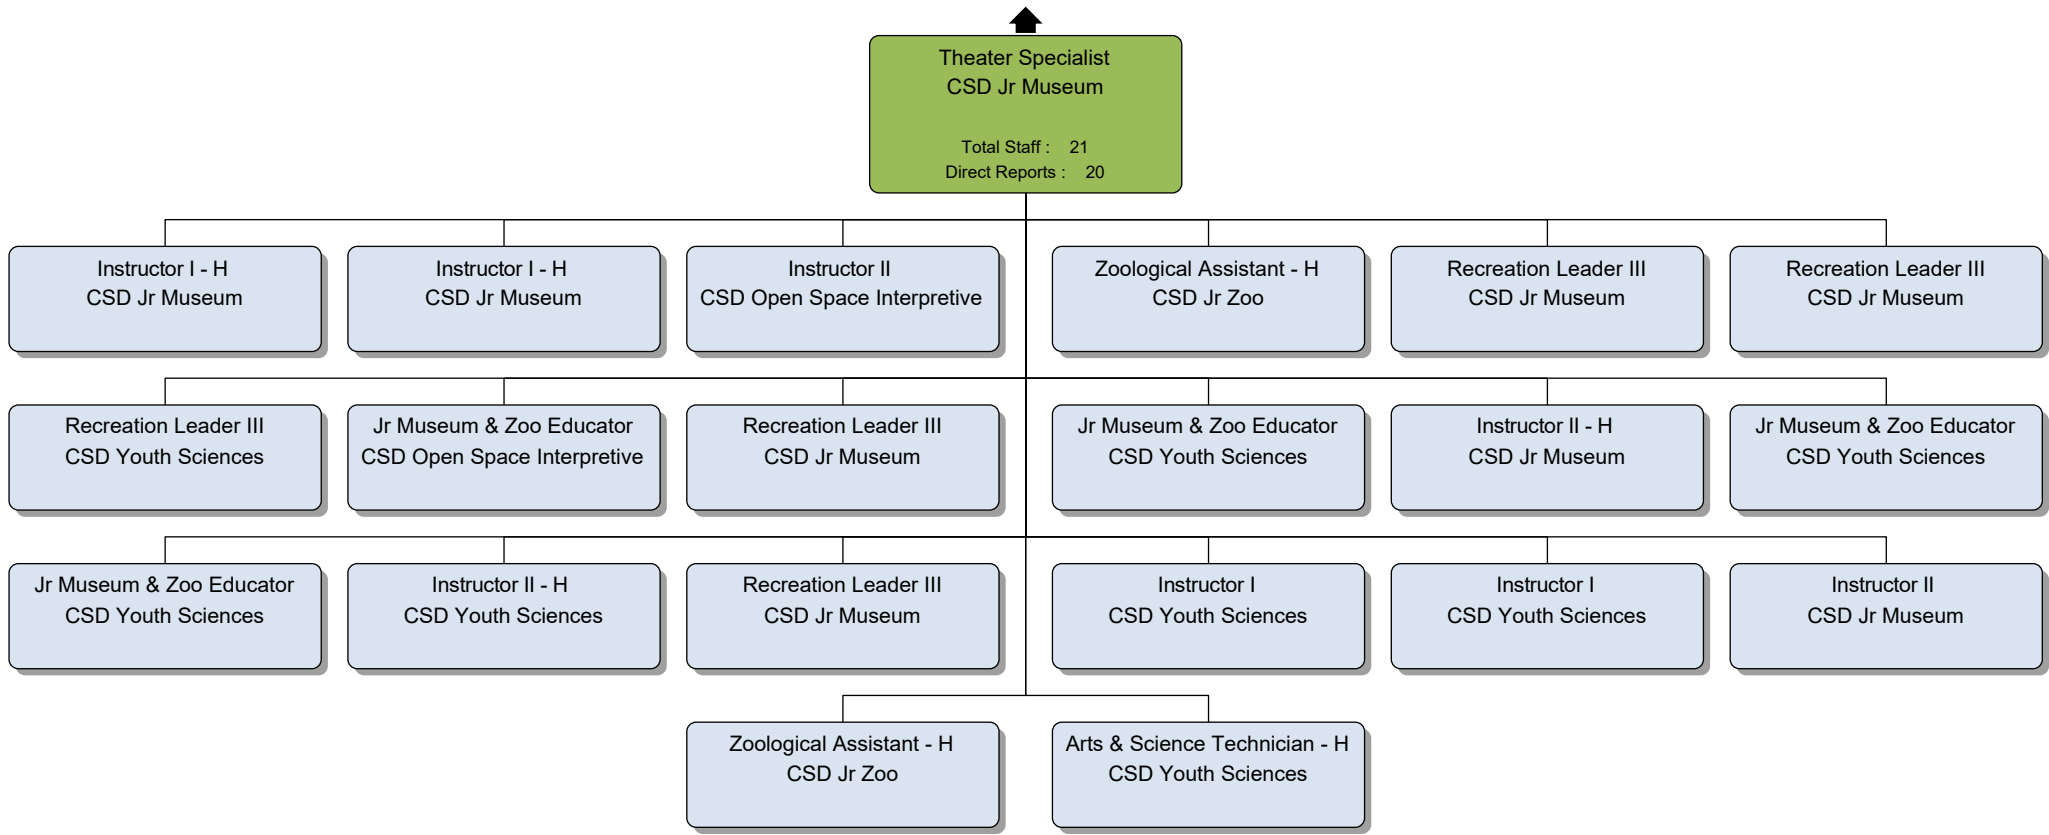 Theater Specialist
CSD Jr Museum
Total Staff : 21
Direct Reports : 20
Instructor I - H
CSD Jr Museum
Instructor I - H
CSD Jr Museum
Instructor II
CSD Open Space Interpretive
Zoological Assistant - H
CSD Jr Zoo
Recreation Leader III
CSD Jr Museum
Recreation Leader III
CSD Jr Museum
Recreation Leader III
CSD Youth Sciences
Jr Museum & Zoo Educator
CSD Open Space Interpretive
Recreation Leader III
CSD Jr Museum
Jr Museum & Zoo Educator
CSD Youth Sciences
Instructor II - H
CSD Jr Museum
Jr Museum & Zoo Educator
CSD Youth Sciences
Jr Museum & Zoo Educator
CSD Youth Sciences
Instructor II - H
CSD Youth Sciences
Recreation Leader III
CSD Jr Museum
Instructor I
CSD Youth Sciences
Instructor I
CSD Youth Sciences
Instructor II
CSD Jr Museum
Zoological Assistant - H
CSD Jr Zoo
Arts & Science Technician - H
CSD Youth Sciences